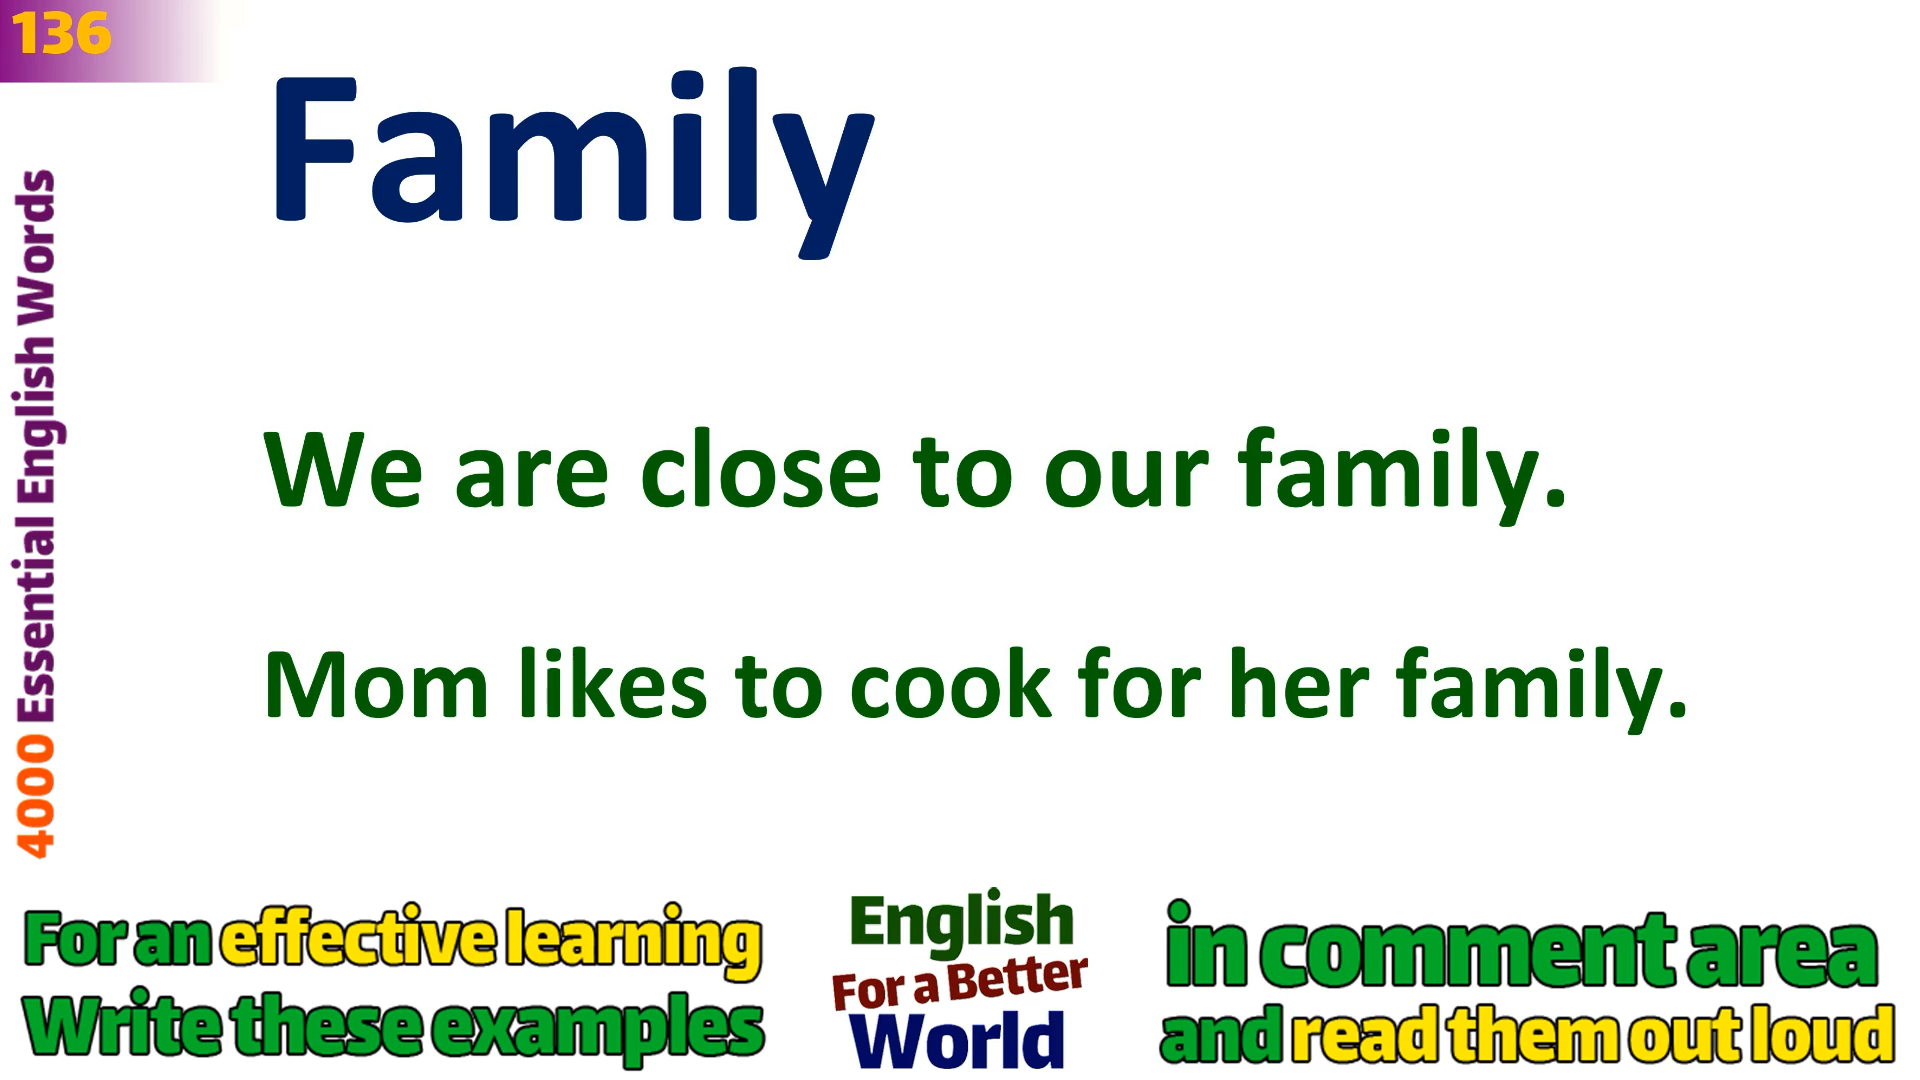 136
Family
4000 Essential English Words
We are close to our family.
Mom likes to cook for her family.
For an effective learning
Write these examples
English
For a Better
World
in comment area
and read them out loud